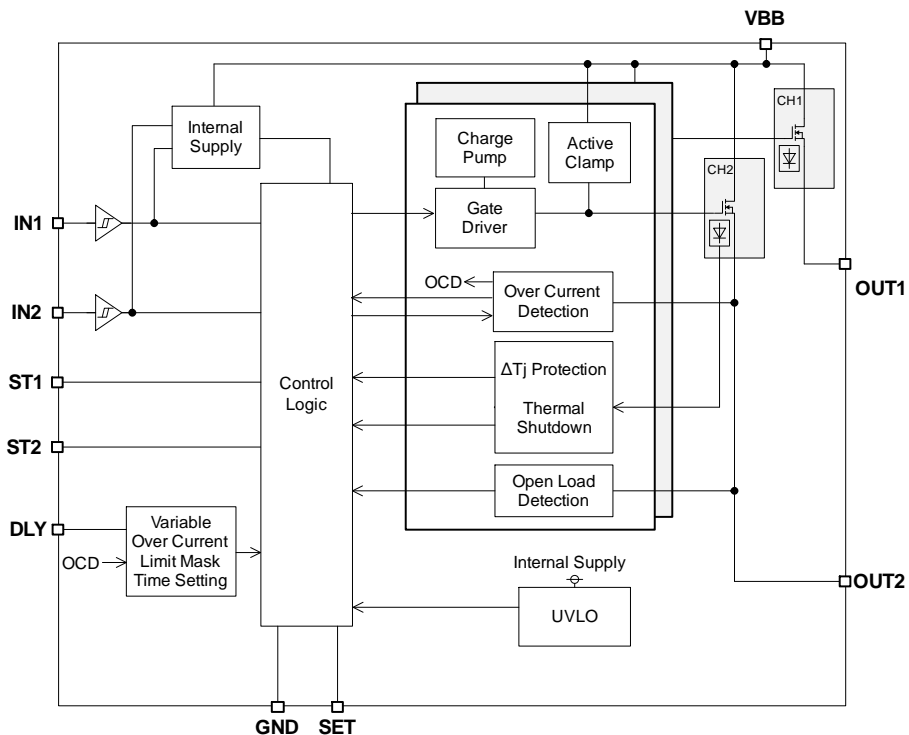 VBB
CH1
Internal
Supply
Charge
Pump
Active
Clamp
CH2
IN1
Gate
Driver
OUT1
OCD
Over Current
Detection
IN2
ΔTj Protection
Thermal
Shutdown
ST1
Control
Logic
ST2
Open Load
Detection
DLY
Variable
Over Current
Limit Mask
Time Setting
OCD
Internal Supply
UVLO
OUT2
GND
SET